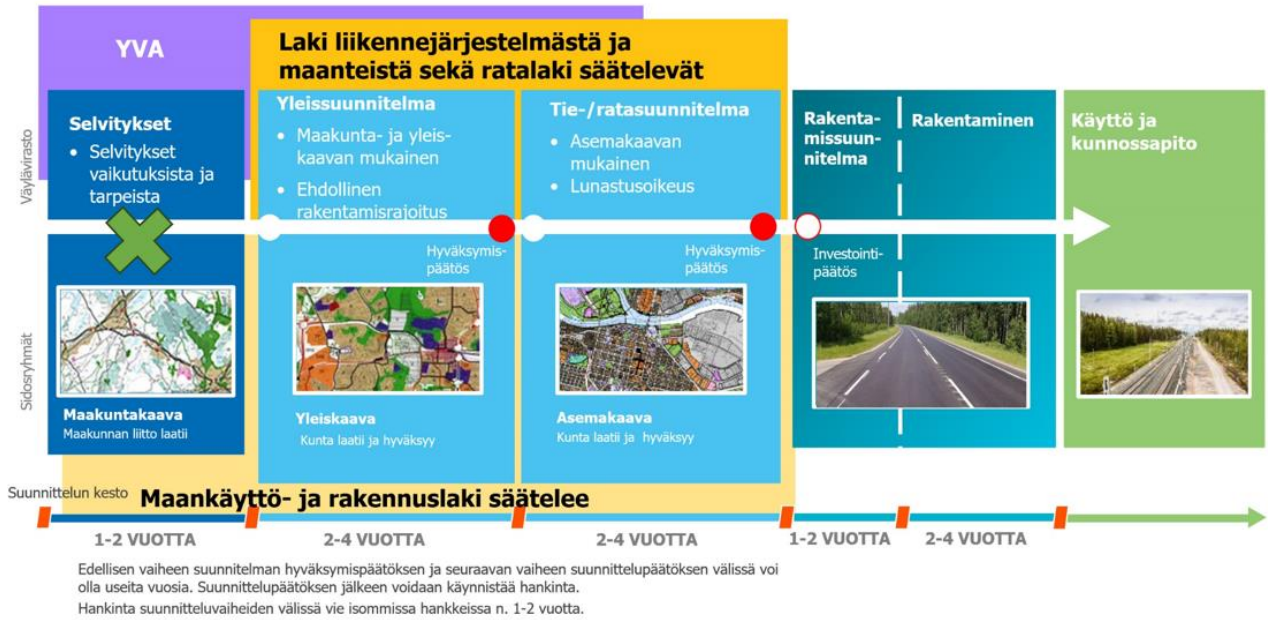 YVA
Laki liikennejärjestelmästä ja
maanteistä sekä ratalaki säätelevät
Väylävirasto
Selvitykset
• Selvitykset
vaikutuksista ja
tarpeista
Yleissuunnitelma
• Maakunta- ja yleis-
kaavan mukainen
• Ehdollinen
rakentamisrajoitus
Hyväksymis-
päätös
Tie-/ratasuunnitelma
• Asemakaavan
mukainen
• Lunastusoikeus
Hyväksymis-
päätös
Rakenta-
missuun-
nitelma
Investointi-
päätös
Rakentaminen
Käyttö ja
kunnossapito
Sidosryhmät
Maakuntakaava
Maakunnan liitto laatii
Yleiskaava
Kunta laatii ja hyväksyy
Asemakaava
Kunta laatii ja hyväksyy
Suunnittelun kesto
Maankäyttö- ja rakennuslaki säätelee
1-2 VUOTTA
2-4 VUOTTA
2-4 VUOTTA
1-2 VUOTTA
2-4 VUOTTA
Edellisen vaiheen suunnitelman hyväksymispäätöksen ja seuraavan vaiheen suunnittelupäätöksen välissä voi
olla useita vuosia. Suunnittelupäätöksen jälkeen voidaan käynnistää hankinta.
Hankinta suunnitteluvaiheiden välissä vie isommissa hankkeissa n. 1-2 vuotta.